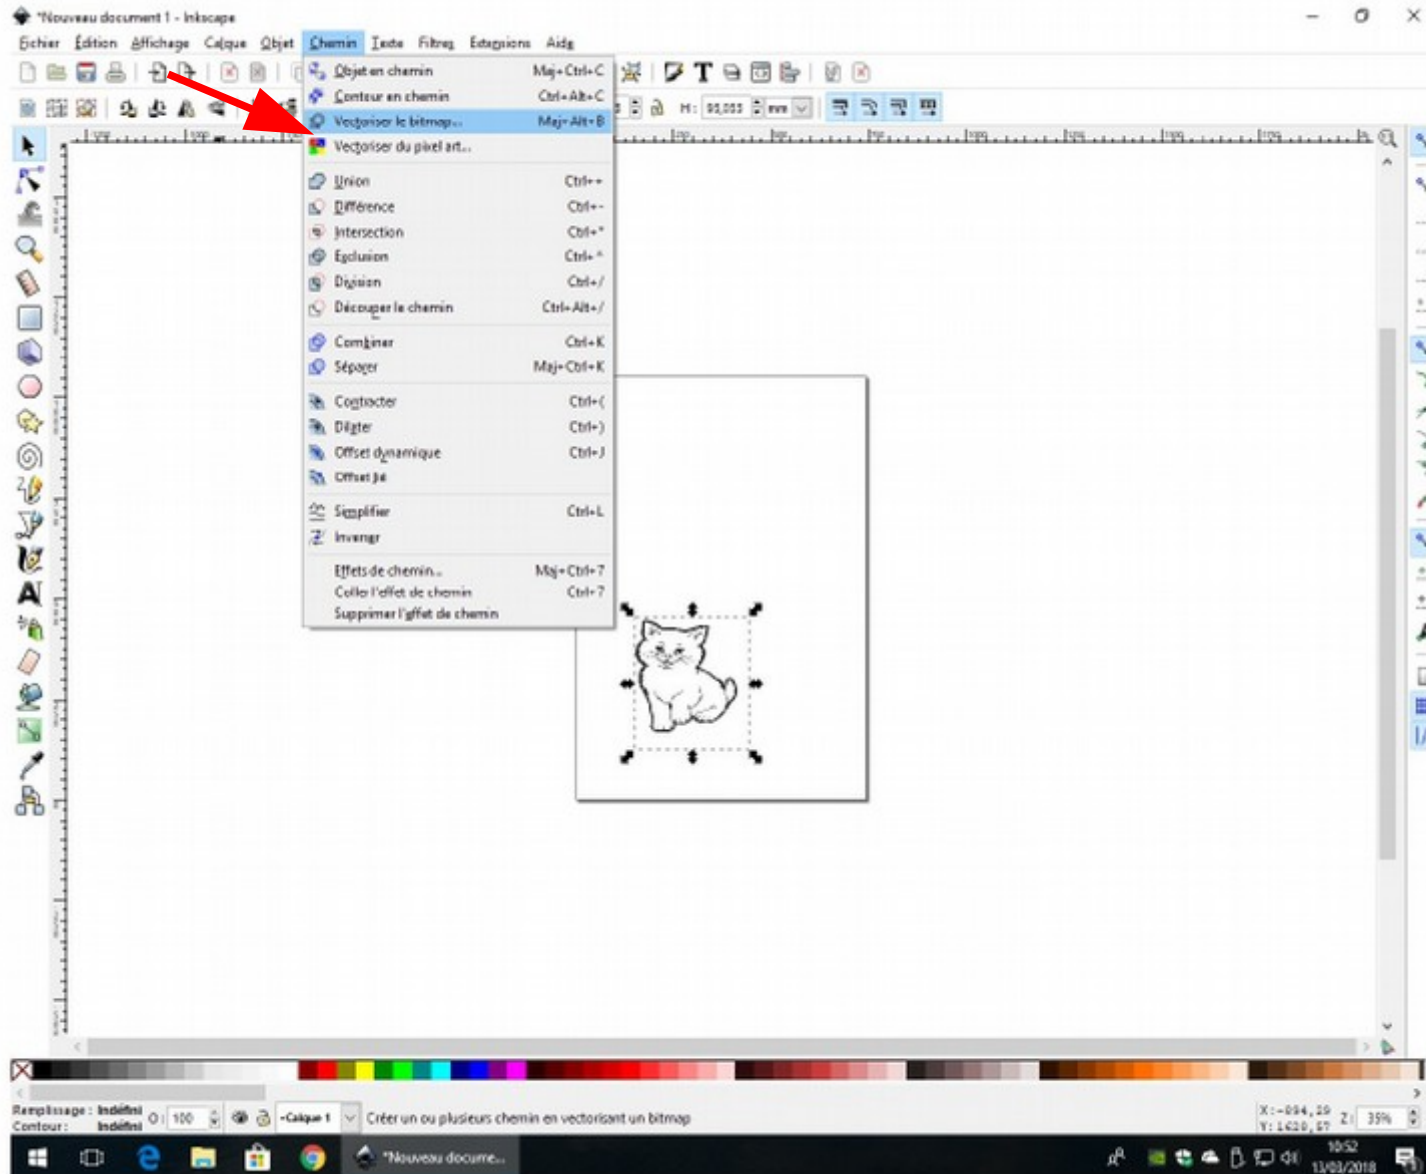 *Nouveau document 1 - Inkscape
Fichier Édition Affichage Calque Objet Chemin Texte Filtres Extensions Aide
Objet en chemin Maj+Ctrl+C
Contour en chemin Ctrl+Alt+C
H: 93,093 mm
Vectoriser le bitmap... Maj+Alt+B
Vectoriser du pixel art...
Union Ctrl++
Différence Ctrl+-
Intersection Ctrl+*
Exclusion Ctrl+^
Division Ctrl+/
Découper le chemin Ctrl+Alt+/
Combiner Ctrl+K
Séparer Maj+Ctrl+K
Contracter Ctrl+(
Dilater Ctrl+)
Offset dynamique Ctrl+J
Offset lié
Simplifier Ctrl+L
Inverser
Effets de chemin... Maj+Ctrl+7
Coller l'effet de chemin Ctrl+7
Supprimer l'effet de chemin
Remplissage : Indéfini
Contour : Indéfini
O: 100
-Calque 1
Créer un ou plusieurs chemin en vectorisant un bitmap
Z: 35%
*Nouveau docume...
10:52
13/03/2018